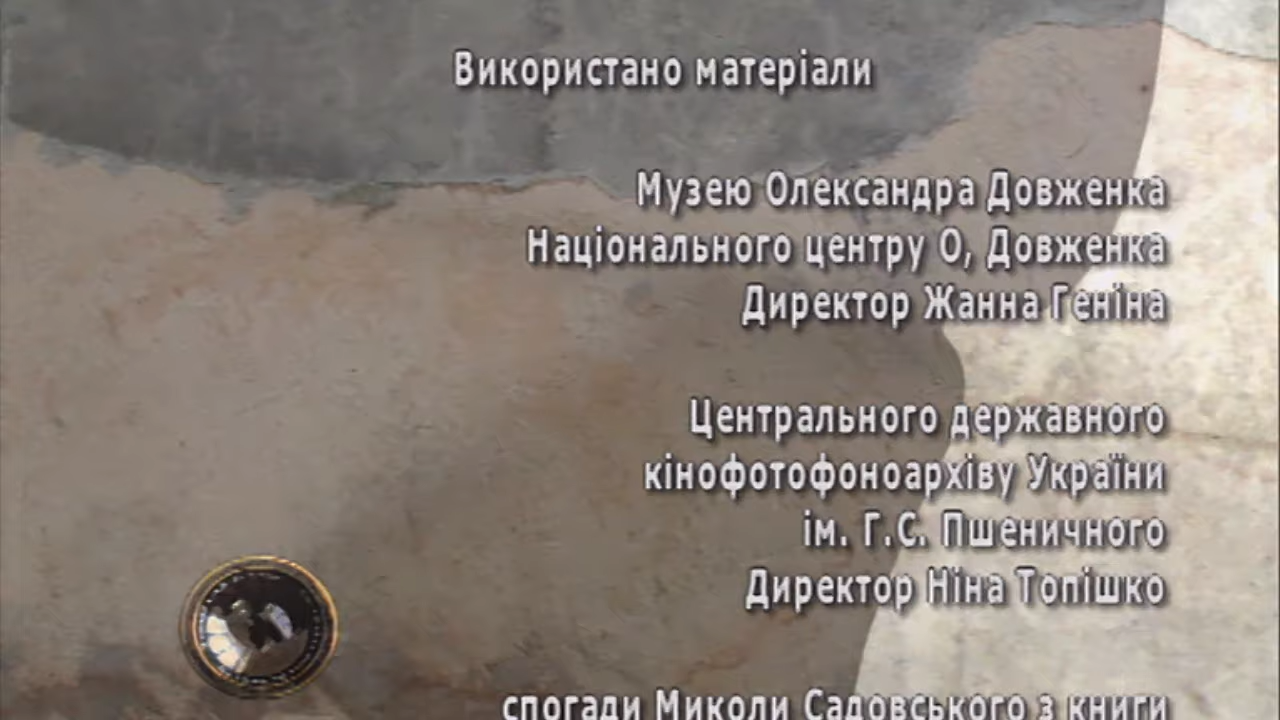 Використано матеріали
Музею Олександра Довженка
Національного центру О, Довженка
Директор Жанна Геніна
Центрального державного
кінофотофоноархіву України
ім. Г.С. Пшеничного
Директор Ніна Топішко
спогади Миколи Садовського з книги